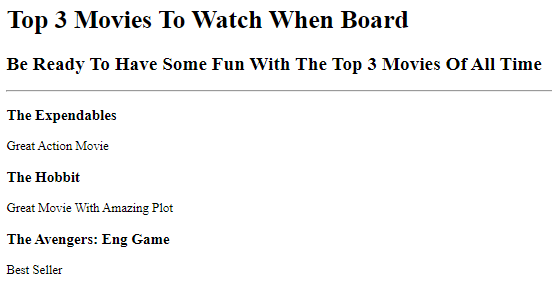 Top 3 Movies To Watch When Board
Be Ready To Have Some Fun With The Top 3 Movies Of All Time
The Expendables
Great Action Movie
The Hobbit
Great Movie With Amazing Plot
The Avengers: Eng Game
Best Seller